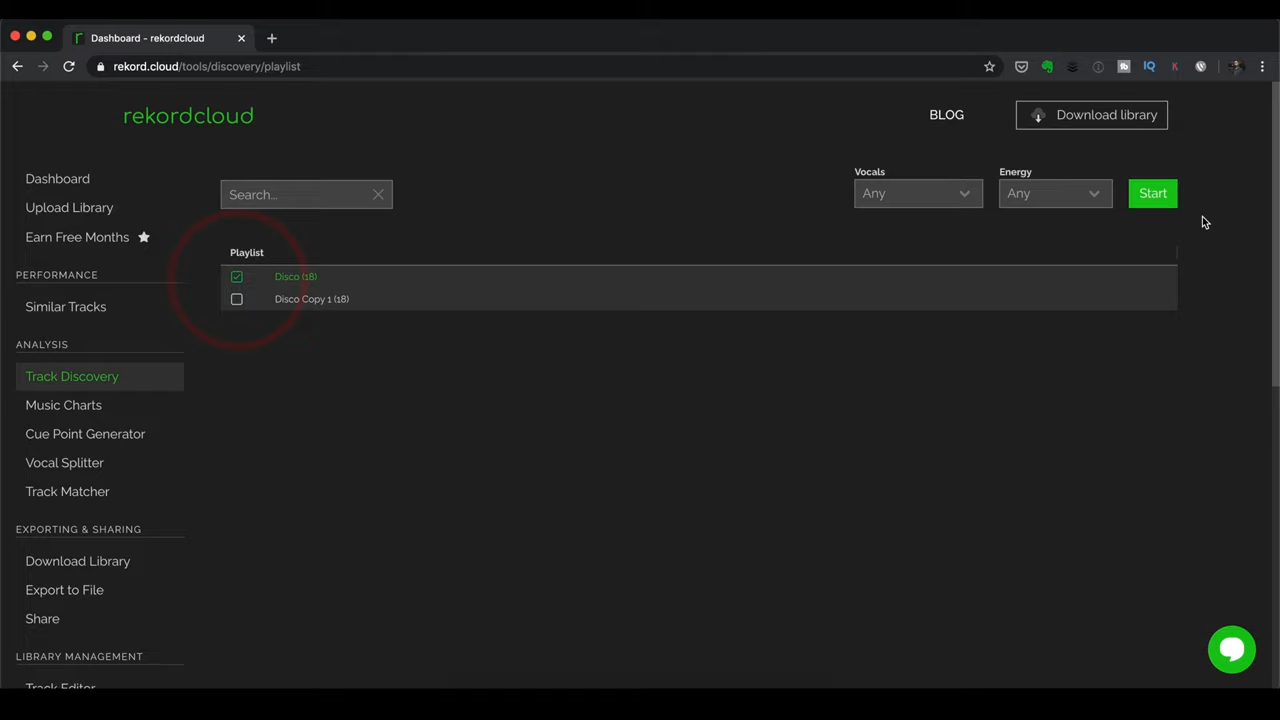 Dashboard - rekordcloud
rekord.cloud/tools/discovery/playlist
rekordcloud
BLOG
Download library
Dashboard
Upload Library
Earn Free Months
PERFORMANCE
Similar Tracks
ANALYSIS
Track Discovery
Music Charts
Cue Point Generator
Vocal Splitter
Track Matcher
EXPORTING & SHARING
Download Library
Export to File
Share
LIBRARY MANAGEMENT
Track Editor
Search...
Vocals
Any
Energy
Any
Start
Playlist
Disco (18)
Disco Copy 1 (18)